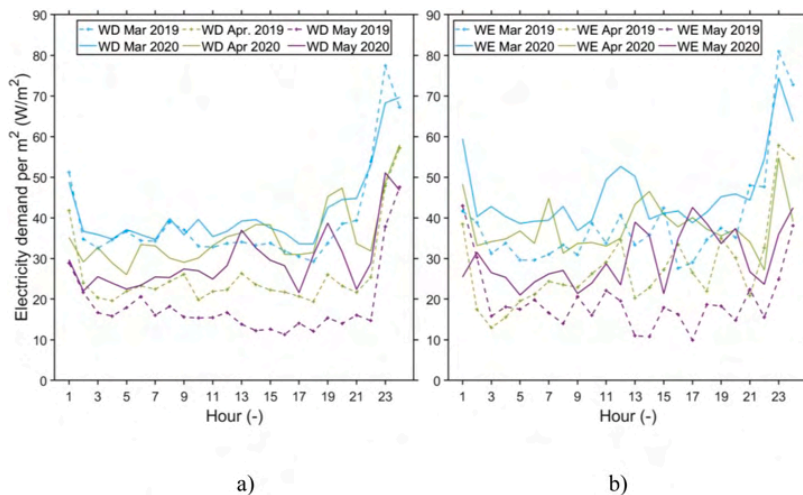 WD Mar 2019 WD Apr. 2019 WD May 2019
WD Mar 2020 WD Apr 2020 WD May 2020
Electricity demand per m² (W/m²)
90
80
70
60
50
40
30
20
10
0
1 3 5 7 9 11 13 15 17 19 21 23
Hour (-)
a)
WE Mar 2019 WE Apr 2019 WE May 2019
WE Mar 2020 WE Apr 2020 WE May 2020
90
80
70
60
50
40
30
20
10
0
1 3 5 7 9 11 13 15 17 19 21 23
Hour (-)
b)